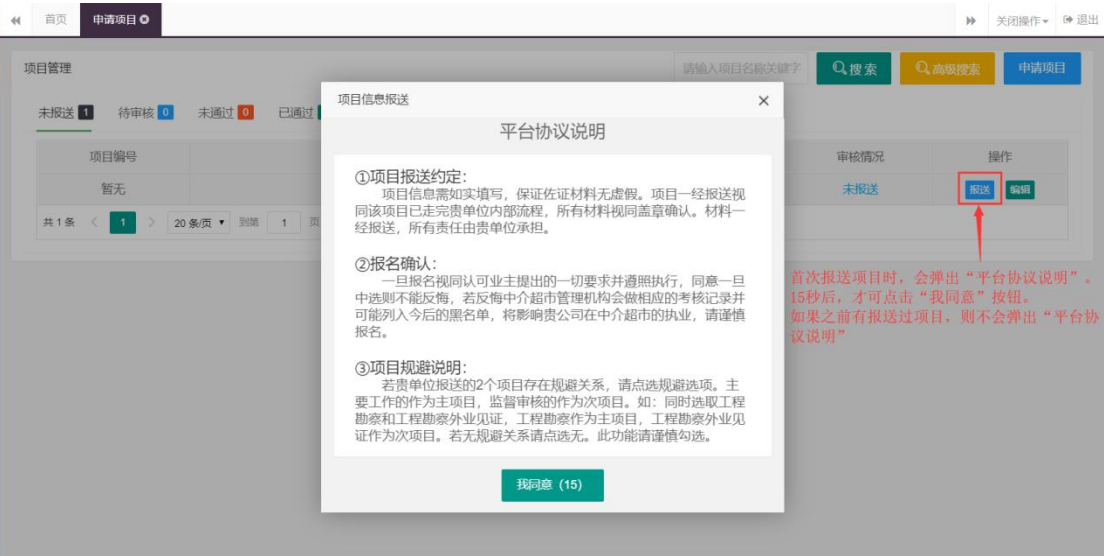 首页 申请项目 关闭操作 退出
项目管理 请输入项目名称关键字 搜索 高级搜索 申请项目
未报送 1 待审核 0 未通过 0 已通过
项目编号 审核情况 操作
暂无 未报送 报送 编辑
共 1 条 1 20 条/页 到第 1 页
项目信息报送
平台协议说明
①项目报送约定：
项目信息需如实填写，保证佐证材料无虚假。项目一经报送视
同该项目已走完贵单位内部流程，所有材料视同盖章确认。材料一
经报送，所有责任由贵单位承担。
②报名确认：
一旦报名视同认可业主提出的一切要求并遵照执行，同意一旦
中选则不能反悔，若反悔中介超市管理机构会做相应的考核记录并
可能列入今后的黑名单，将影响贵公司在中介超市的执业，请谨慎
报名。
③项目规避说明：
若贵单位报送的2个项目存在规避关系，请点选规避选项。主
要工作的作为主项目，监督审核的作为次项目。如：同时选取工程
勘察和工程勘察外业见证，工程勘察作为主项目，工程勘察外业见
证作为次项目。若无规避关系请点选无。此功能请谨慎勾选。
我同意（15）
首次报送项目时，会弹出“平台协议说明”。
15秒后，才可点击“我同意”按钮。
如果之前有报送过项目，则不会弹出“平台协
议说明”